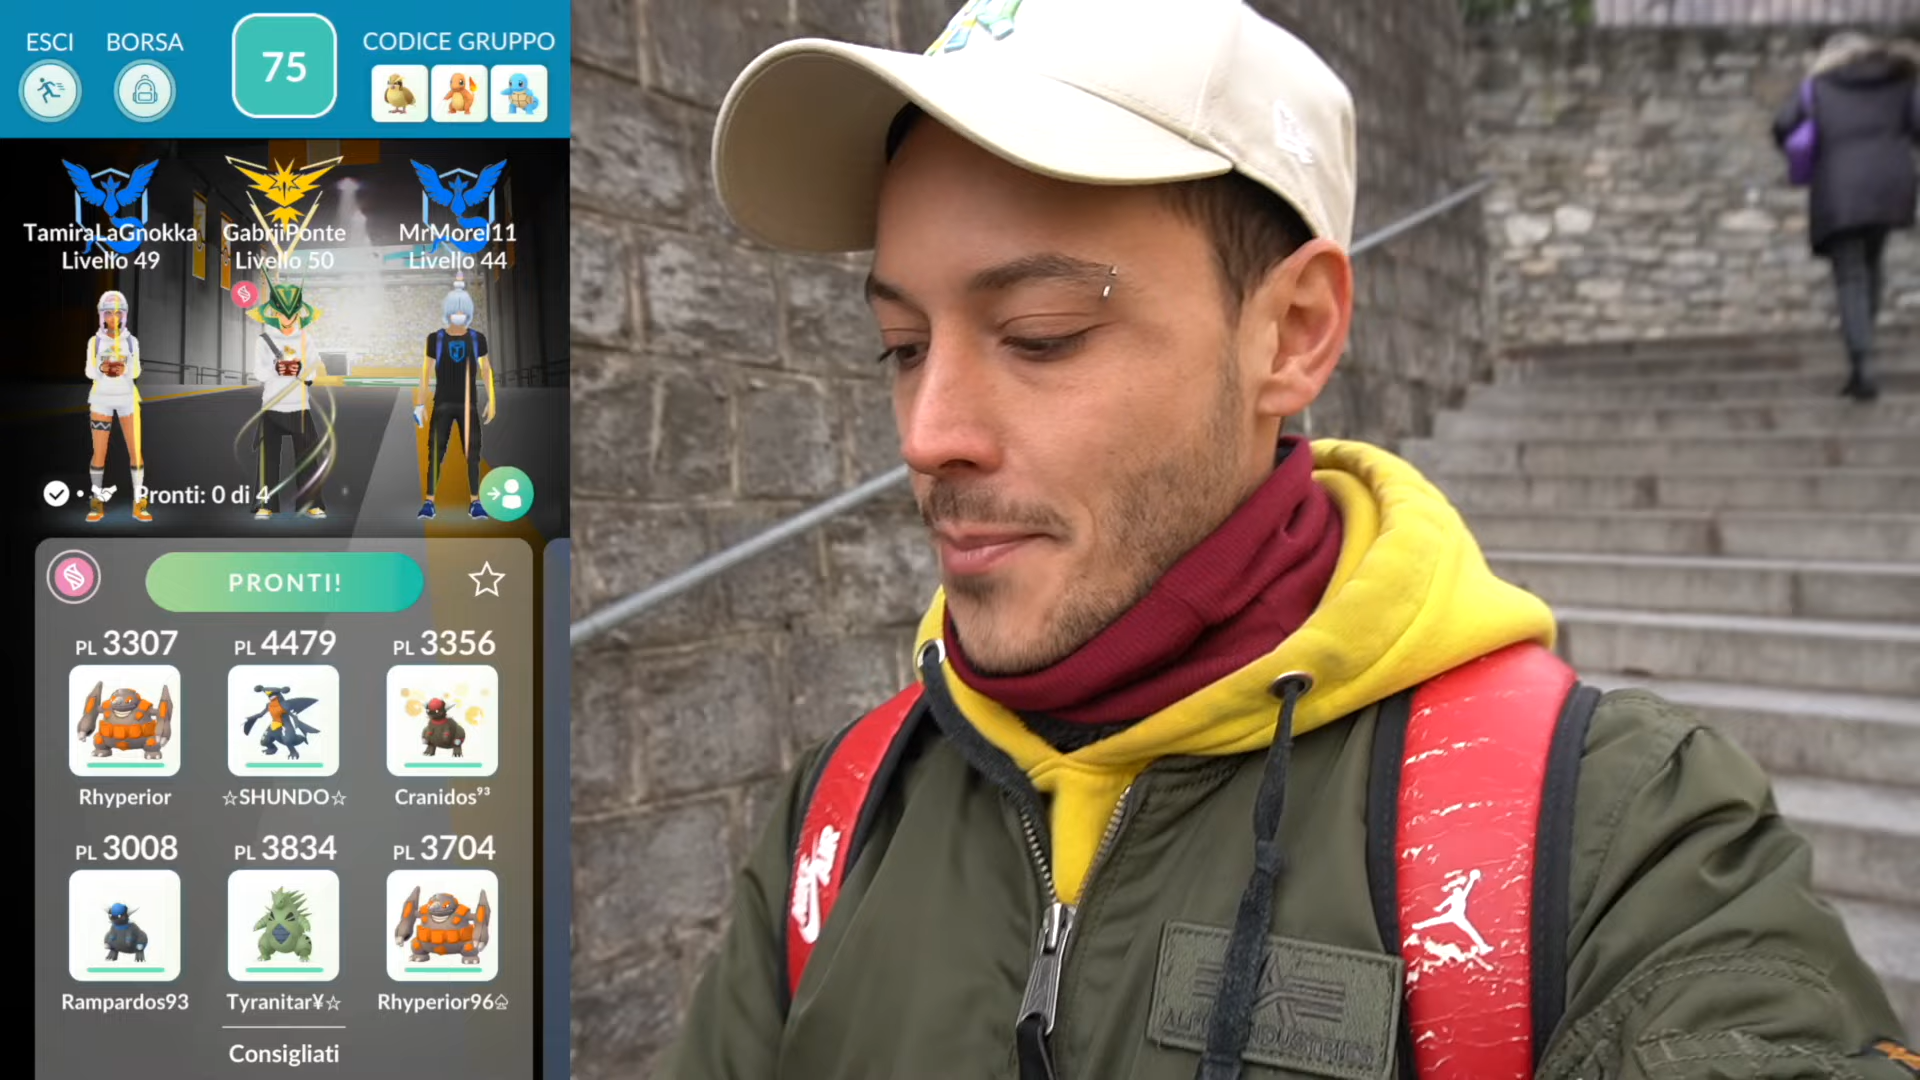 ESCI
BORSA
75
CODICE GRUPPO
TamiraLaGnokka
Livello 49
GabriiPonte
Livello 50
MrMorel11
Livello 44
Pronti: 0 di 4
PRONTI!
PL 3307
PL 4479
PL 3356
Rhyperior
☆SHUNDO☆
Cranidos⁹³
PL 3008
PL 3834
PL 3704
Rampardos93
Tyranitar¥☆
Rhyperior96♤
Consigliati
ALPHA INDUSTRIES